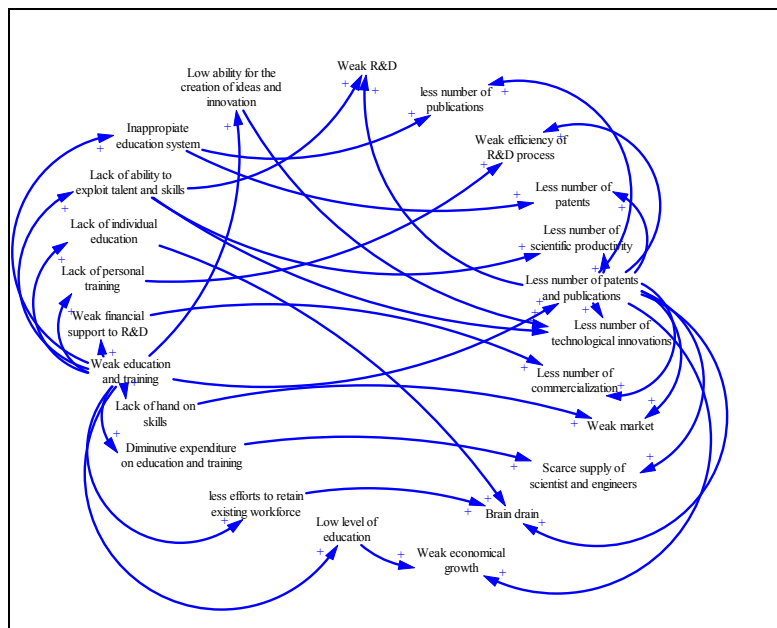 Weak R&D
Low ability for the
creation of ideas and
innovation
less number of
publications
Inappropiate
education system
Weak efficiency of
R&D process
Lack of ability to
exploit talent and skills
Less number of
patents
Lack of individual
education
Less number of
scientific productivity
Lack of personal
training
Less number of patents
and publications
Weak financial
support to R&D
Less number of
technological innovations
Weak education
and training
Less number of
commercialization
Lack of hand on
skills
Weak market
Diminutive expenditure
on education and training
Scarce supply of
scientist and engineers
less efforts to retain
existing workforce
Brain drain
Low level of
education
Weak economical
growth